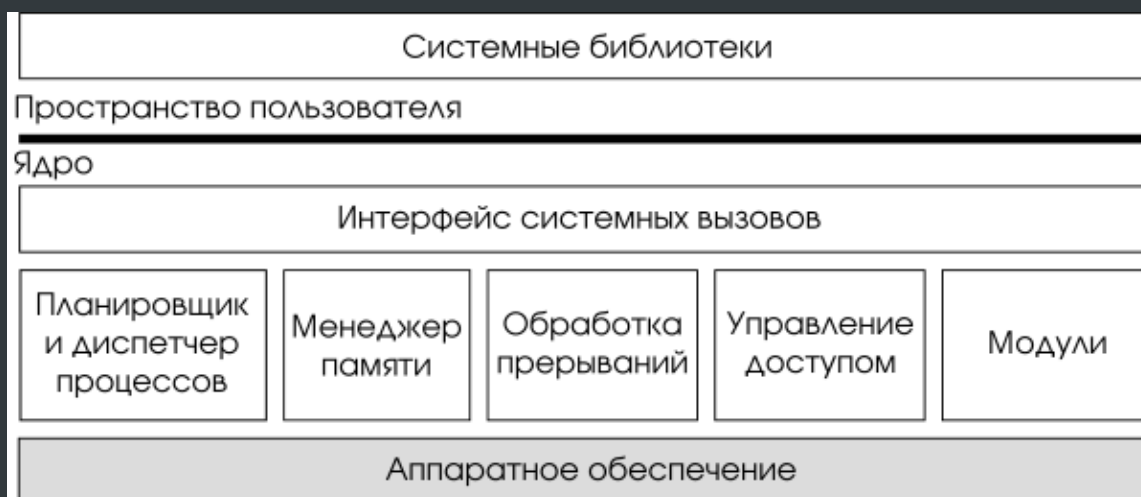 Системные библиотеки
Пространство пользователя
Ядро
Интерфейс системных вызовов
Планировщик
и диспетчер
процессов
Менеджер
памяти
Обработка
прерываний
Управление
доступом
Модули
Аппаратное обеспечение